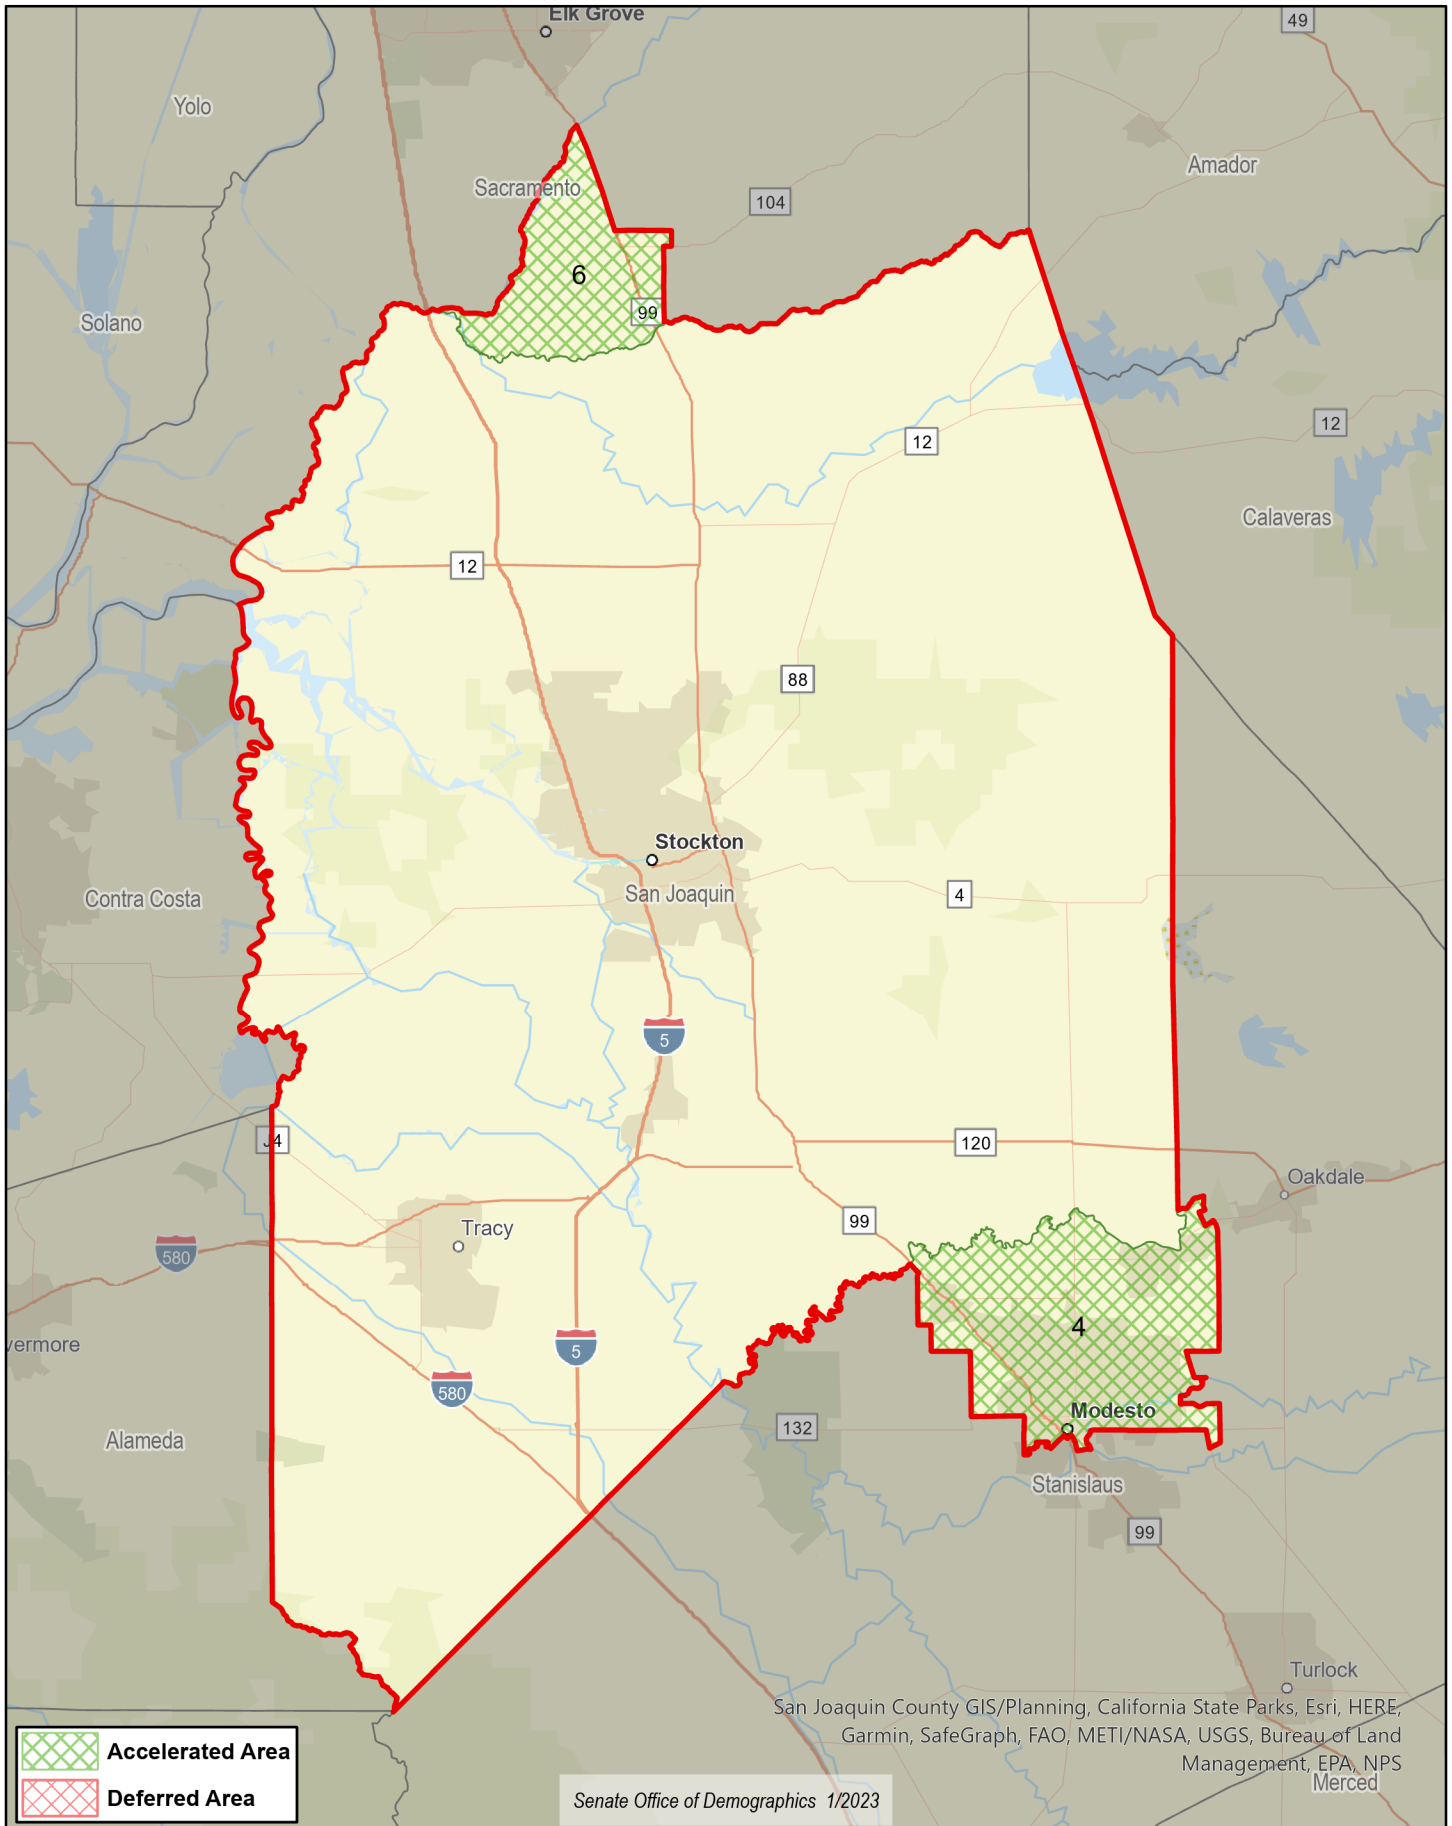 Elk Grove
49
Yolo
Sacramento
Amador
104
6
99
Solano
12
12
Calaveras
12
88
Stockton
San Joaquin
4
Contra Costa
5
J4
120
Oakdale
99
Tracy
580
4
vermore
5
580
Modesto
132
Alameda
Stanislaus
99
Turlock
San Joaquin County GIS/Planning, California State Parks, Esri, HERE,
Garmin, SafeGraph, FAO, METI/NASA, USGS, Bureau of Land
Management, EPA, NPS
Merced
Accelerated Area
Deferred Area
Senate Office of Demographics 1/2023